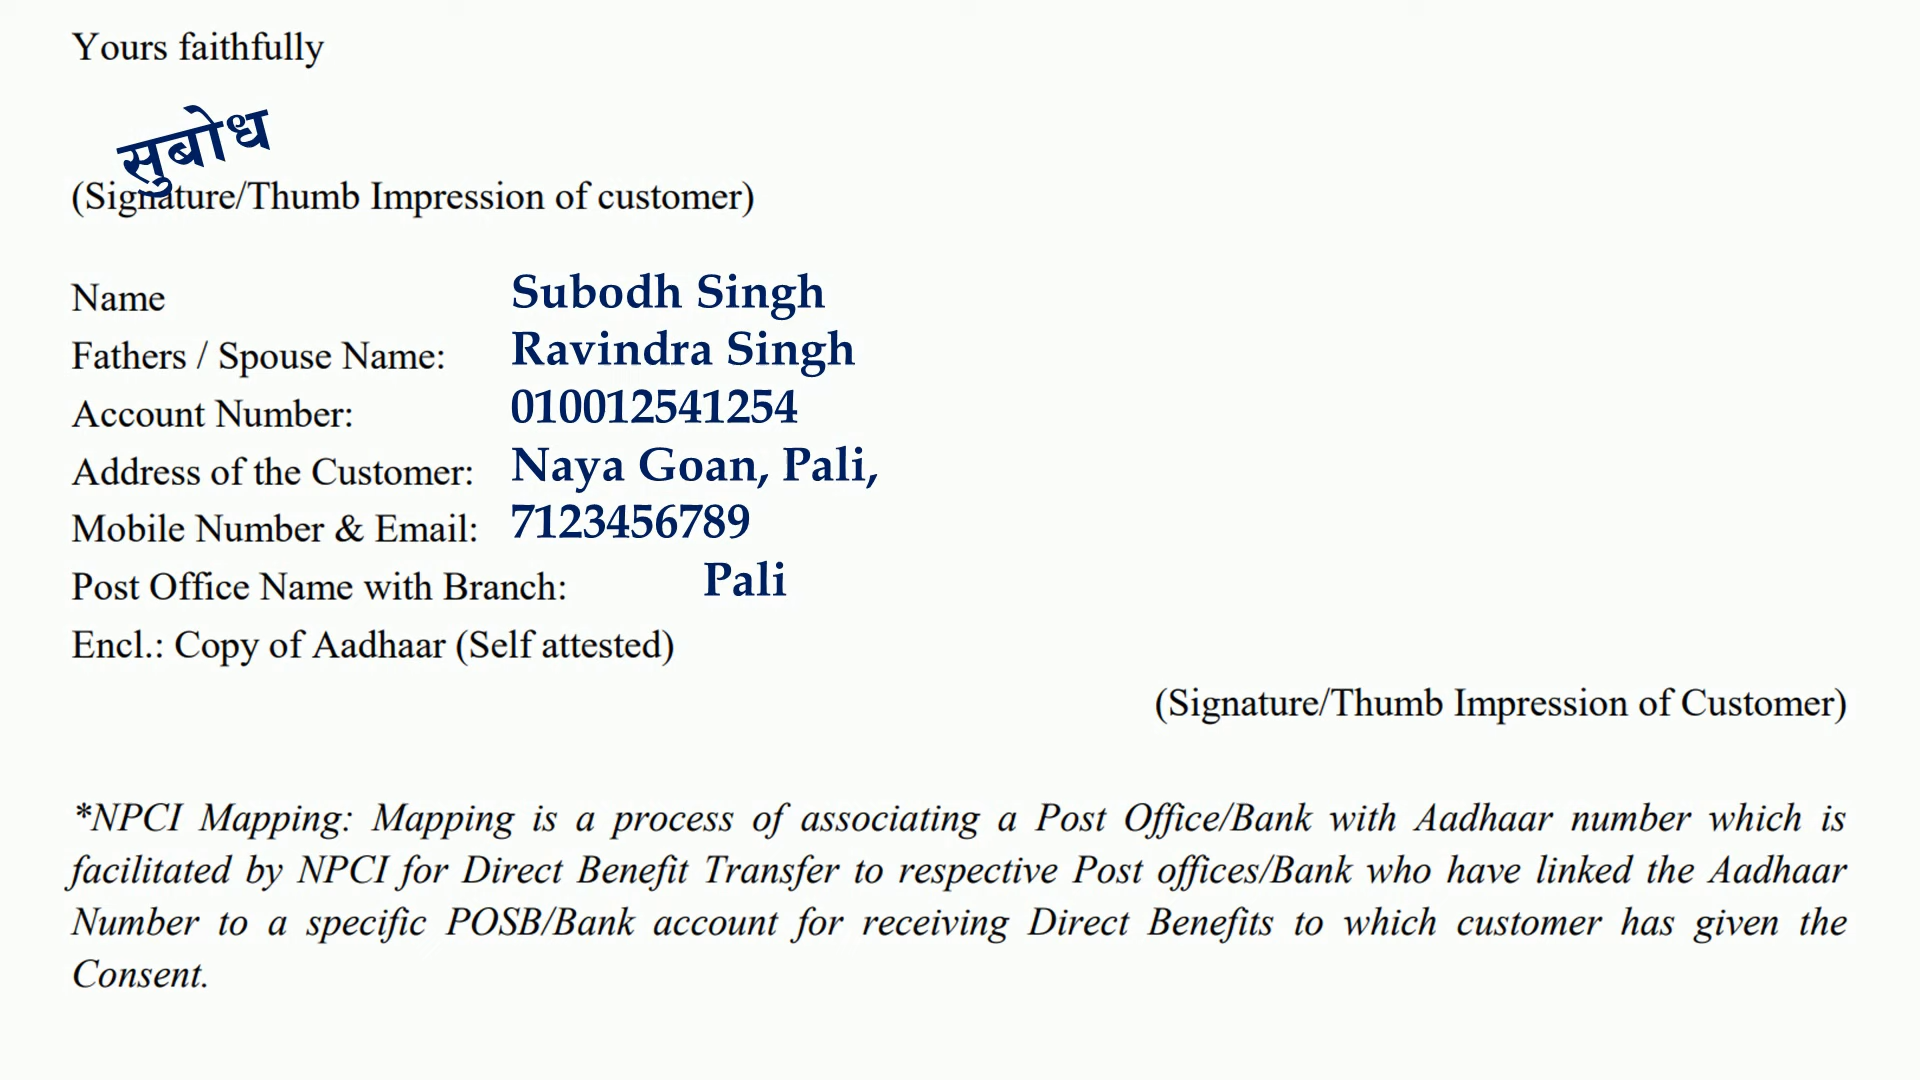 Yours faithfully
सुबोध
(Signature/Thumb Impression of customer)
Name Subodh Singh
Fathers / Spouse Name: Ravindra Singh
Account Number: 010012541254
Address of the Customer: Naya Goan, Pali,
Mobile Number & Email: 7123456789
Post Office Name with Branch: Pali
Encl.: Copy of Aadhaar (Self attested)
(Signature/Thumb Impression of Customer)
*NPCI Mapping: Mapping is a process of associating a Post Office/Bank with Aadhaar number which is
facilitated by NPCI for Direct Benefit Transfer to respective Post offices/Bank who have linked the Aadhaar
Number to a specific POSB/Bank account for receiving Direct Benefits to which customer has given the
Consent.